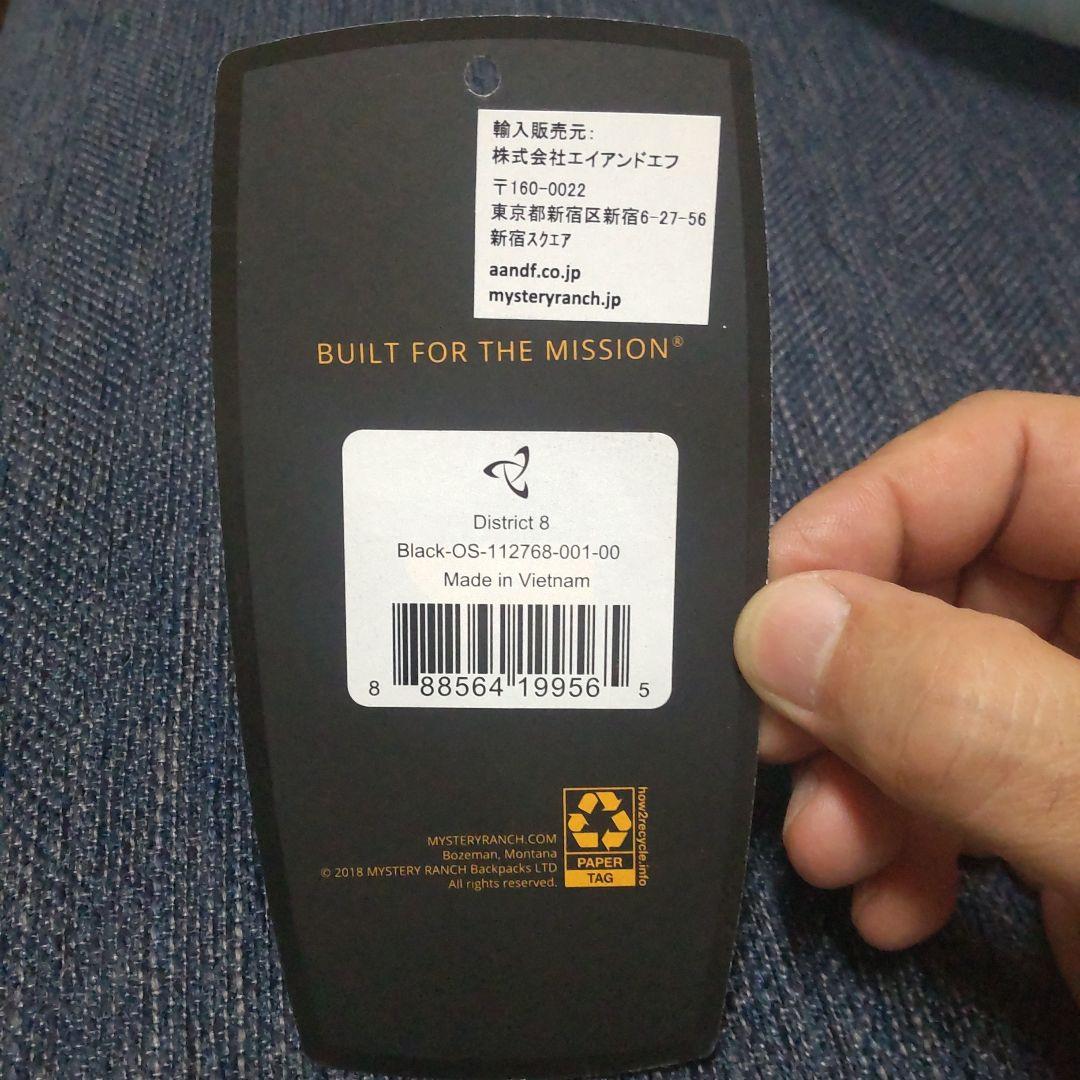 輸入販売元:
株式会社エイアンドエフ
〒160-0022
東京都新宿区新宿6-27-56
新宿スクエア
aandf.co.jp
mysteryranch.jp
BUILT FOR THE MISSION®
District 8
Black-OS-112768-001-00
Made in Vietnam
8 88564 19956 5
MYSTERYRANCH.COM
Bozeman, Montana
© 2018 MYSTERY RANCH Backpacks LTD
All rights reserved.
PAPER
TAG
how2recycle.info